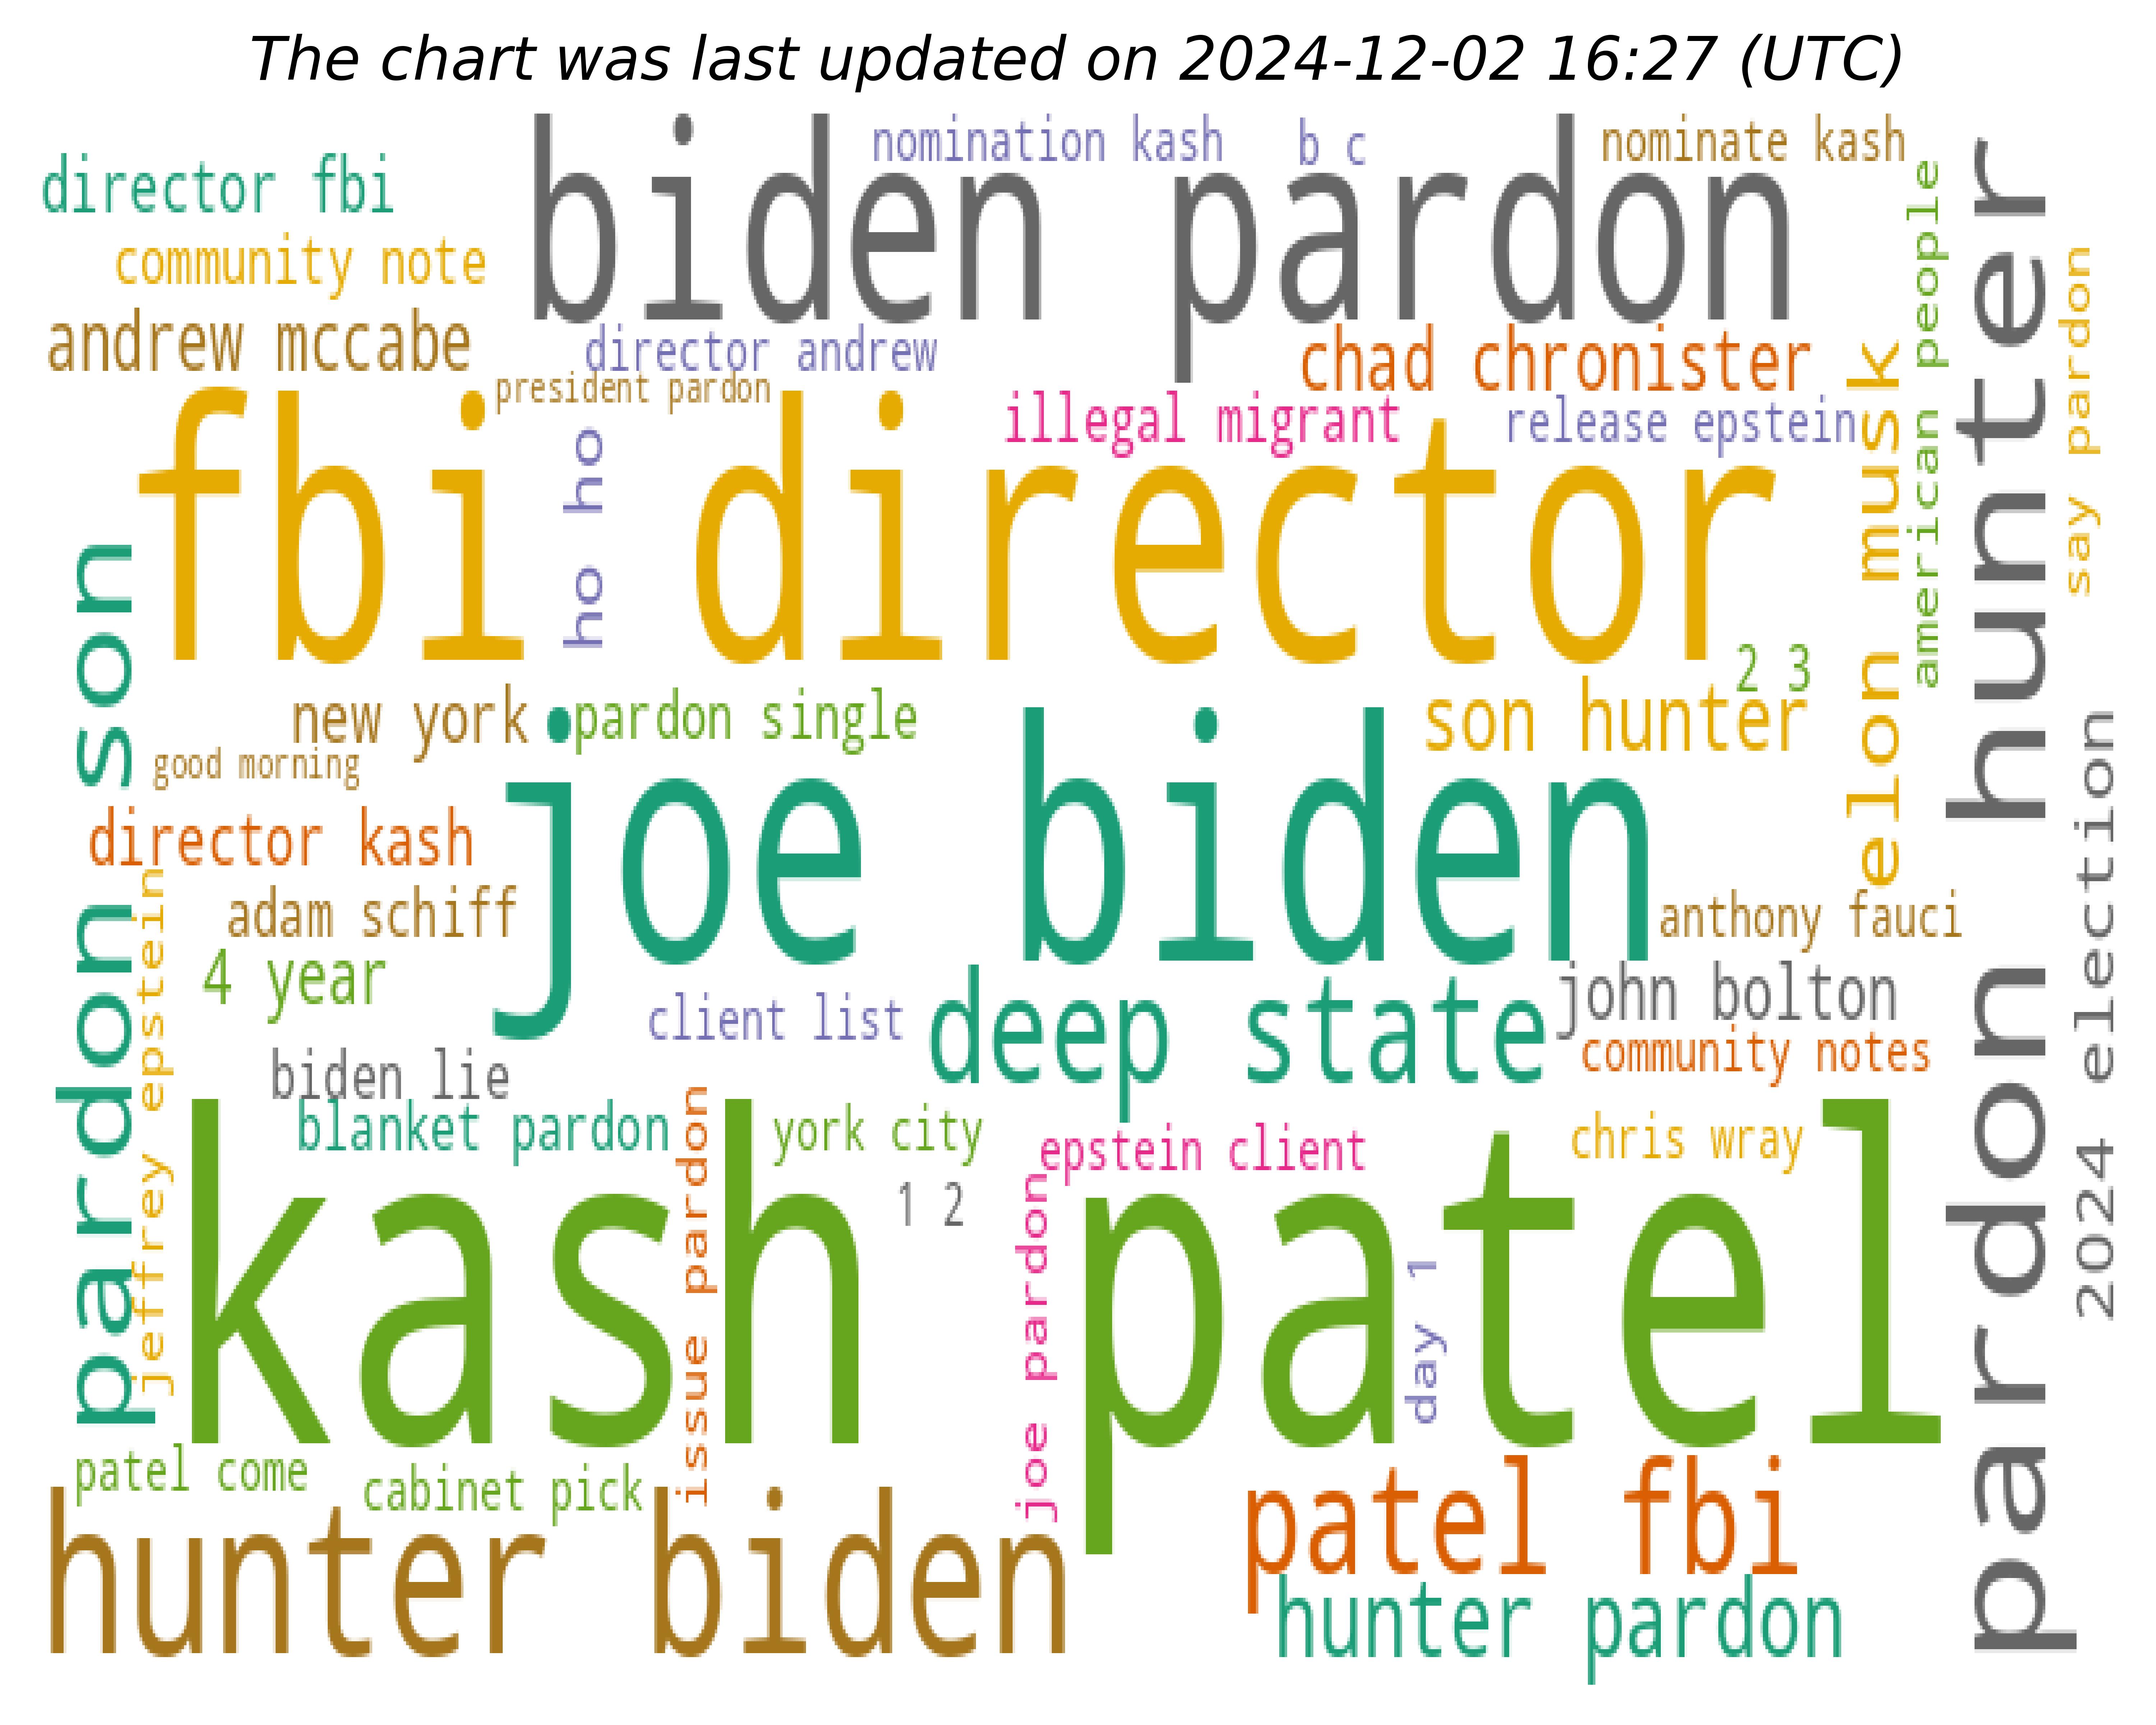 The chart was last updated on 2024-12-02 16:27 (UTC)
biden pardon
nomination kash
b c
nominate kash
director fbi
community note
andrew mccabe
director andrew
president pardon
chad chronister
illegal migrant
release epstein
fbi director
ho ho
elon musk
american people
pardon hunter
say pardon
2024 election
pardon son
2 3
new york
pardon single
son hunter
good morning
joe biden
director kash
adam schiff
anthony fauci
4 year
client list
deep state
john bolton
community notes
jeffrey epstein
biden lie
blanket pardon
issue pardon
york city
epstein client
chris wray
1 2
kash patel
joe pardon
day 1
patel come
cabinet pick
hunter biden
patel fbi
hunter pardon